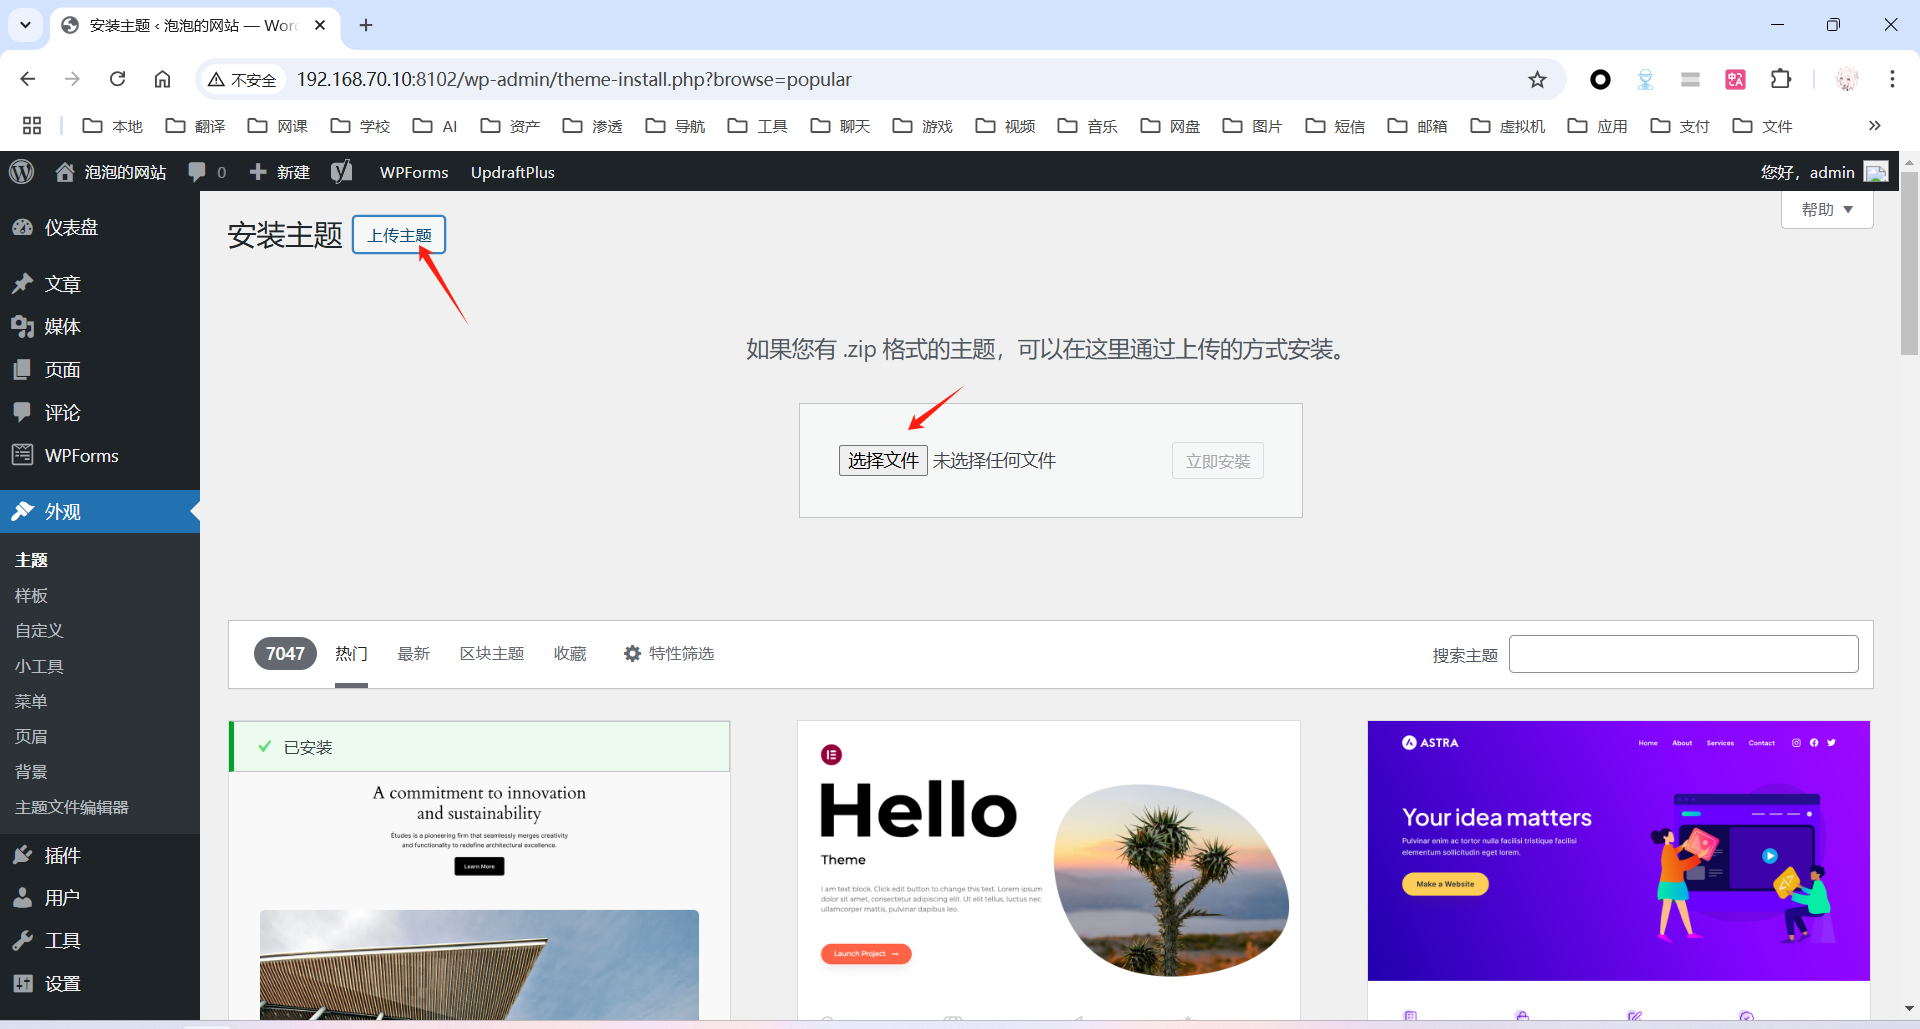 安装主题 ‹ 泡泡的网站 — Wor
不安全 192.168.70.10:8102/wp-admin/theme-install.php?browse=popular
本地 翻译 网课 学校 AI 资产 渗透 导航 工具 聊天 游戏 视频 音乐 网盘 图片 短信 邮箱 虚拟机 应用 支付 文件 »
泡泡的网站 0 新建 WPForms UpdraftPlus 您好，admin
帮助
仪表盘
文章
媒体
页面
评论
WPForms
外观
主题
样板
自定义
小工具
菜单
页眉
背景
主题文件编辑器
插件
用户
工具
设置
安装主题 上传主题
如果您有 .zip 格式的主题，可以在这里通过上传的方式安装。
选择文件 未选择任何文件 立即安装
7047 热门 最新 区块主题 收藏 特性筛选 搜索主题
已安装
A commitment to innovation
and sustainability
Études is a pioneering firm that seamlessly merges creativity
and functionality to redefine architectural excellence.
Learn More
Hello
Theme
I am text block. Click edit button to change this text. Lorem ipsum
dolor sit amet, consectetur adipiscing elit. Ut elit tellus, luctus nec
ullamcorper mattis, pulvinar dapibus leo.
Launch Project →
ASTRA Home About Services Contact
Your idea matters
Pulvinar enim ac tortor nulla facilisi tristique facilisi
elementum sollicitudin eget lorem.
Make a Website